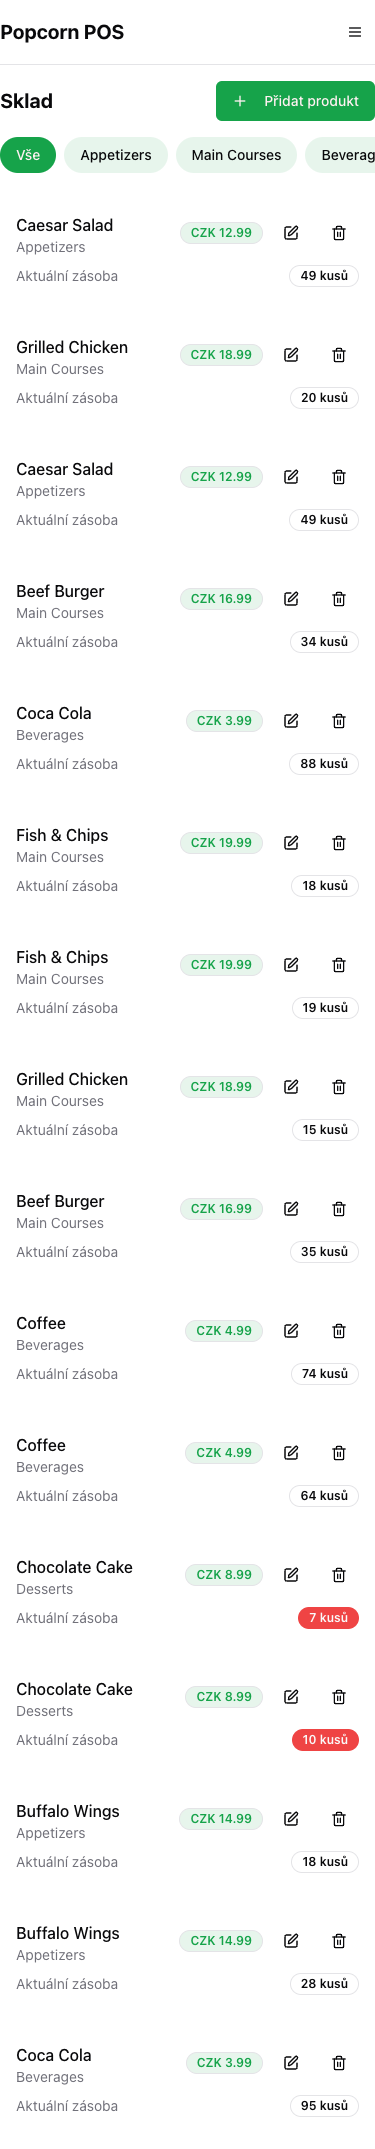 Popcorn POS
Sklad
Přidat produkt
Vše
Appetizers
Main Courses
Beverag
Caesar Salad
CZK 12.99
Appetizers
Aktuální zásoba
49 kusů
Grilled Chicken
CZK 18.99
Main Courses
Aktuální zásoba
20 kusů
Caesar Salad
CZK 12.99
Appetizers
Aktuální zásoba
49 kusů
Beef Burger
CZK 16.99
Main Courses
Aktuální zásoba
34 kusů
Coca Cola
CZK 3.99
Beverages
Aktuální zásoba
88 kusů
Fish & Chips
CZK 19.99
Main Courses
Aktuální zásoba
18 kusů
Fish & Chips
CZK 19.99
Main Courses
Aktuální zásoba
19 kusů
Grilled Chicken
CZK 18.99
Main Courses
Aktuální zásoba
15 kusů
Beef Burger
CZK 16.99
Main Courses
Aktuální zásoba
35 kusů
Coffee
CZK 4.99
Beverages
Aktuální zásoba
74 kusů
Coffee
CZK 4.99
Beverages
Aktuální zásoba
64 kusů
Chocolate Cake
CZK 8.99
Desserts
Aktuální zásoba
7 kusů
Chocolate Cake
CZK 8.99
Desserts
Aktuální zásoba
10 kusů
Buffalo Wings
CZK 14.99
Appetizers
Aktuální zásoba
18 kusů
Buffalo Wings
CZK 14.99
Appetizers
Aktuální zásoba
28 kusů
Coca Cola
CZK 3.99
Beverages
Aktuální zásoba
95 kusů